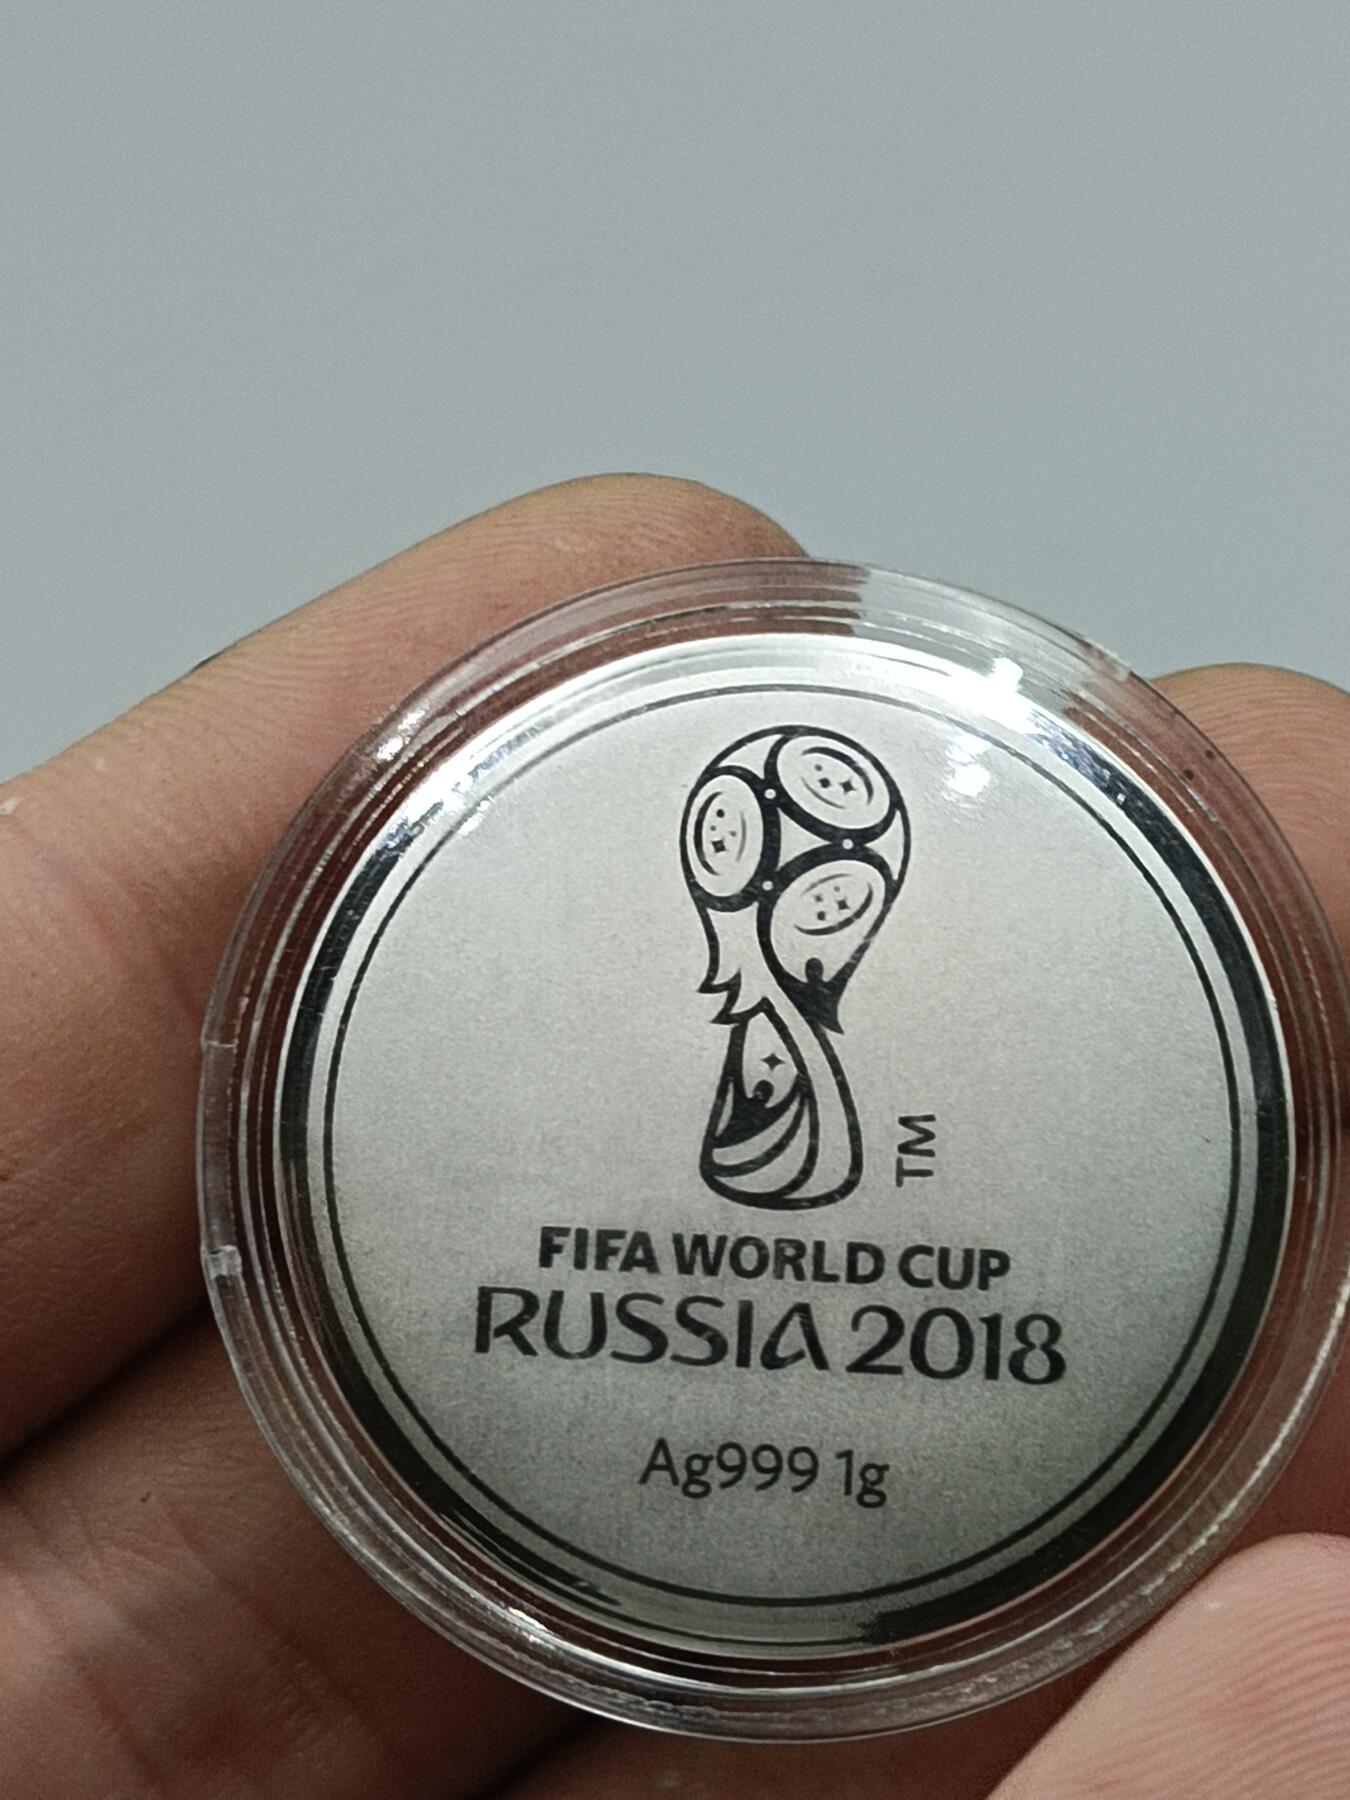 TM
FIFA WORLD CUP
RUSSIA 2018
Ag999 1g